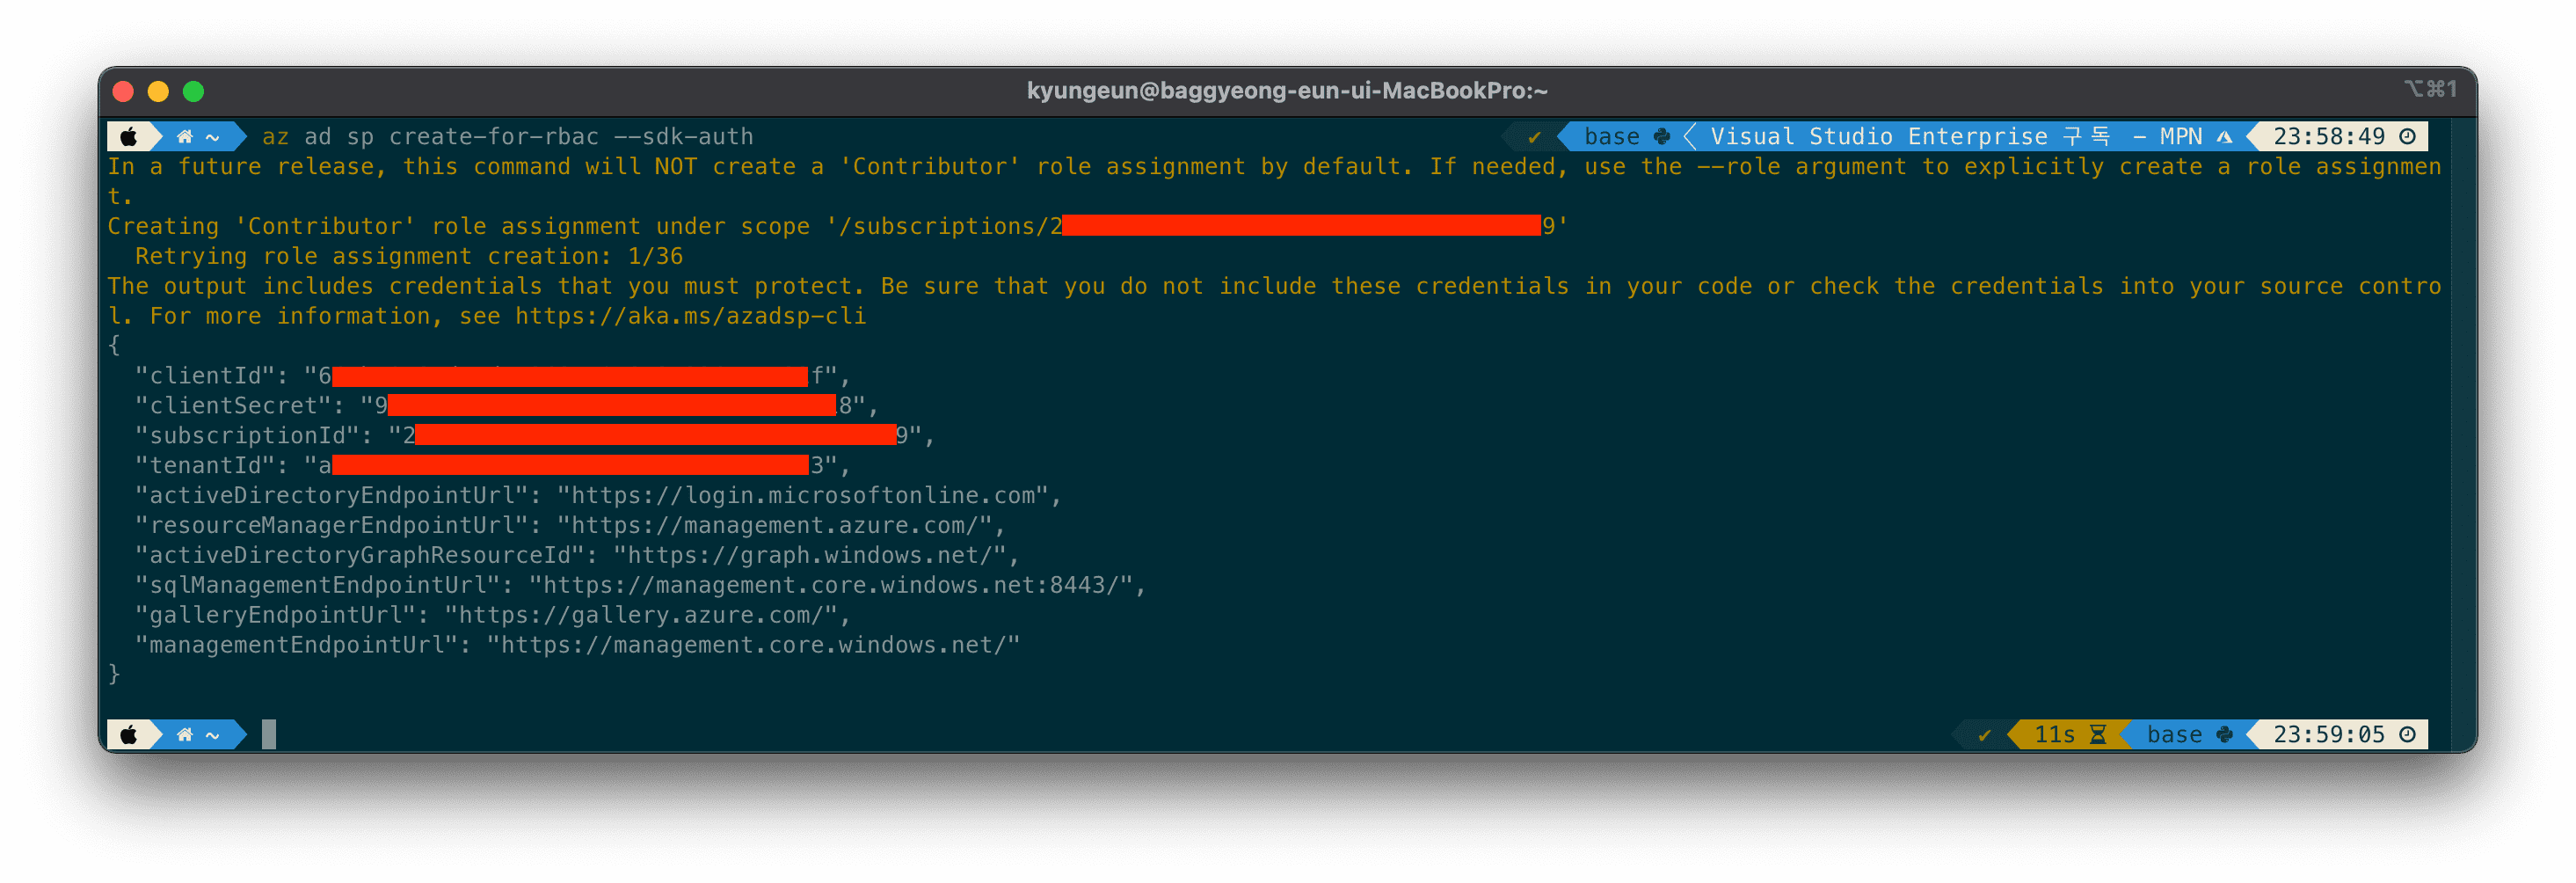 kyungeun@baggyeong-eun-ui-MacBookPro:~ ⌥⌘1
~ az ad sp create-for-rbac --sdk-auth ✔ base Visual Studio Enterprise 구독 - MPN 23:58:49
In a future release, this command will NOT create a 'Contributor' role assignment by default. If needed, use the --role argument to explicitly create a role assignmen
t.
Creating 'Contributor' role assignment under scope '/subscriptions/2 9'
Retrying role assignment creation: 1/36
The output includes credentials that you must protect. Be sure that you do not include these credentials in your code or check the credentials into your source contro
l. For more information, see https://aka.ms/azadsp-cli
{
"clientId": "6 f",
"clientSecret": "9 8",
"subscriptionId": "2 9",
"tenantId": "a 3",
"activeDirectoryEndpointUrl": "https://login.microsoftonline.com",
"resourceManagerEndpointUrl": "https://management.azure.com/",
"activeDirectoryGraphResourceId": "https://graph.windows.net/",
"sqlManagementEndpointUrl": "https://management.core.windows.net:8443/",
"galleryEndpointUrl": "https://gallery.azure.com/",
"managementEndpointUrl": "https://management.core.windows.net/"
}
~ ✔ 11s base 23:59:05